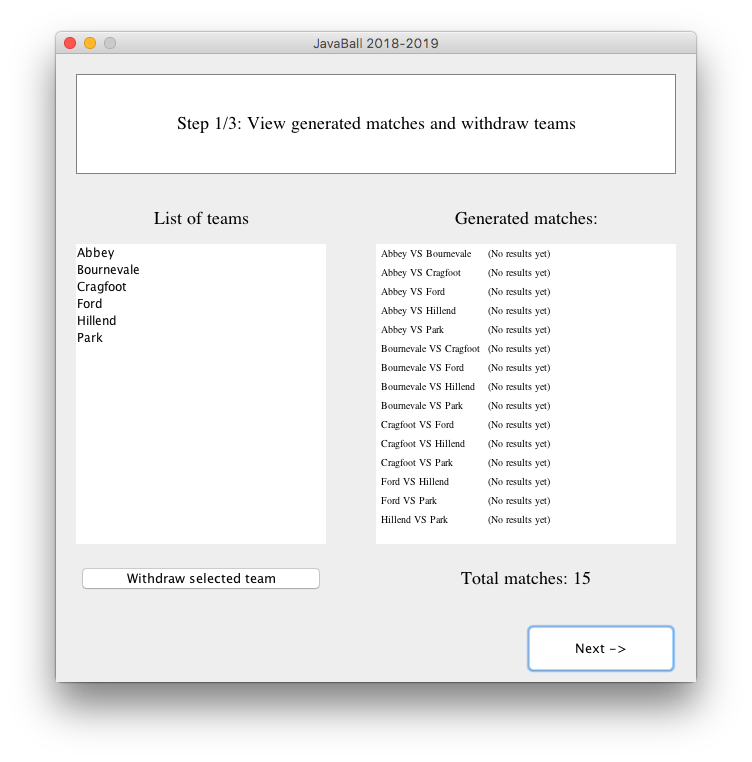 JavaBall 2018-2019
Step 1/3: View generated matches and withdraw teams
List of teams
Abbey
Bournevale
Cragfoot
Ford
Hillend
Park
Withdraw selected team
Generated matches:
Abbey VS Bournevale (No results yet)
Abbey VS Cragfoot (No results yet)
Abbey VS Ford (No results yet)
Abbey VS Hillend (No results yet)
Abbey VS Park (No results yet)
Bournevale VS Cragfoot (No results yet)
Bournevale VS Ford (No results yet)
Bournevale VS Hillend (No results yet)
Bournevale VS Park (No results yet)
Cragfoot VS Ford (No results yet)
Cragfoot VS Hillend (No results yet)
Cragfoot VS Park (No results yet)
Ford VS Hillend (No results yet)
Ford VS Park (No results yet)
Hillend VS Park (No results yet)
Total matches: 15
Next ->